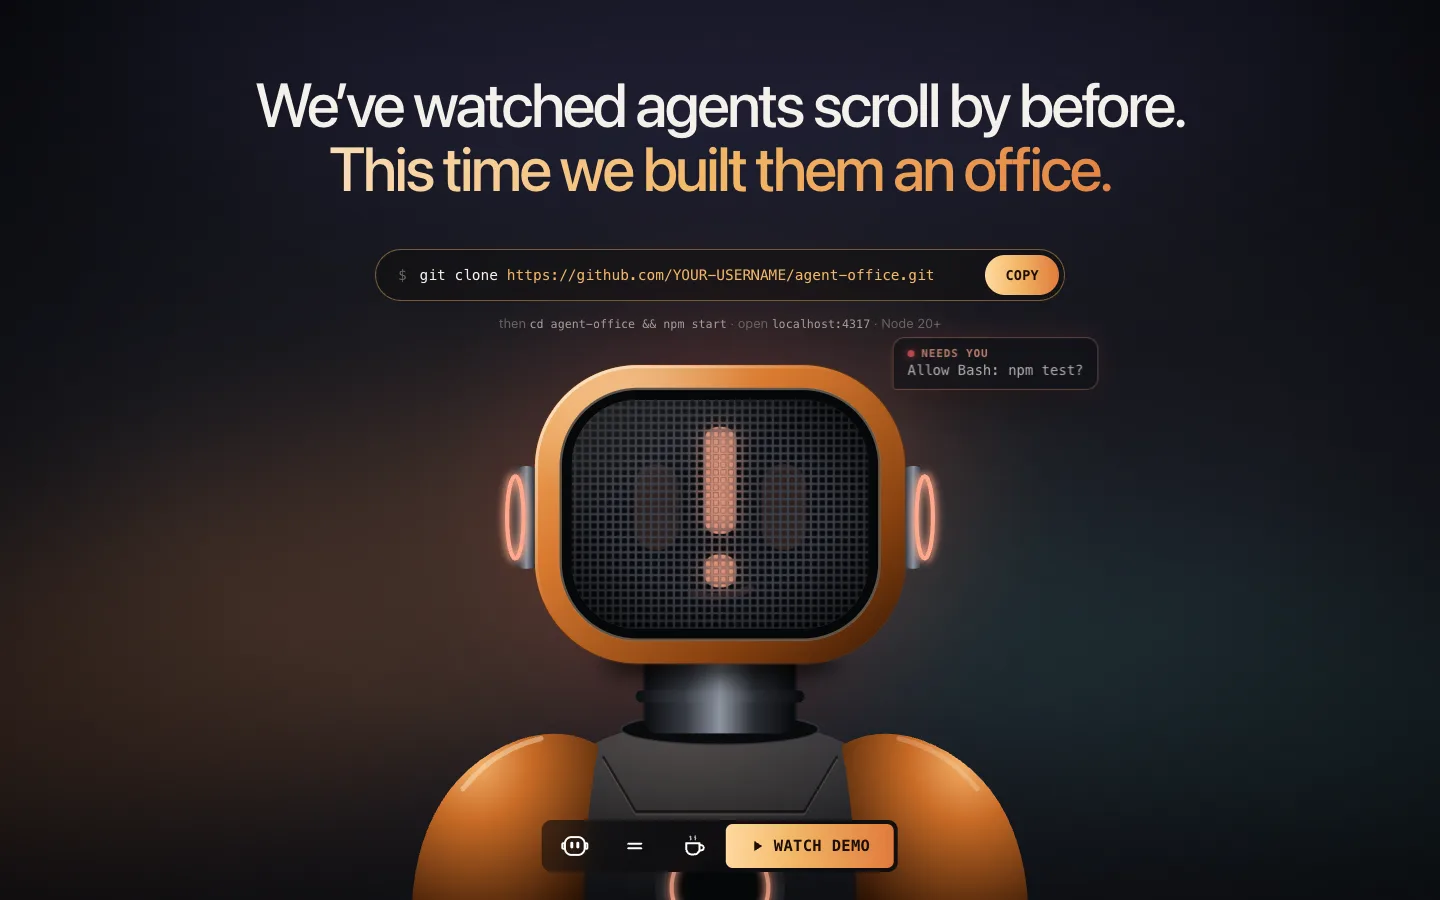 We've watched agents scroll by before.
This time we built them an office.
$ git clone https://github.com/YOUR-USERNAME/agent-office.git COPY
then cd agent-office && npm start · open localhost:4317 · Node 20+
NEEDS YOU
Allow Bash: npm test?
WATCH DEMO